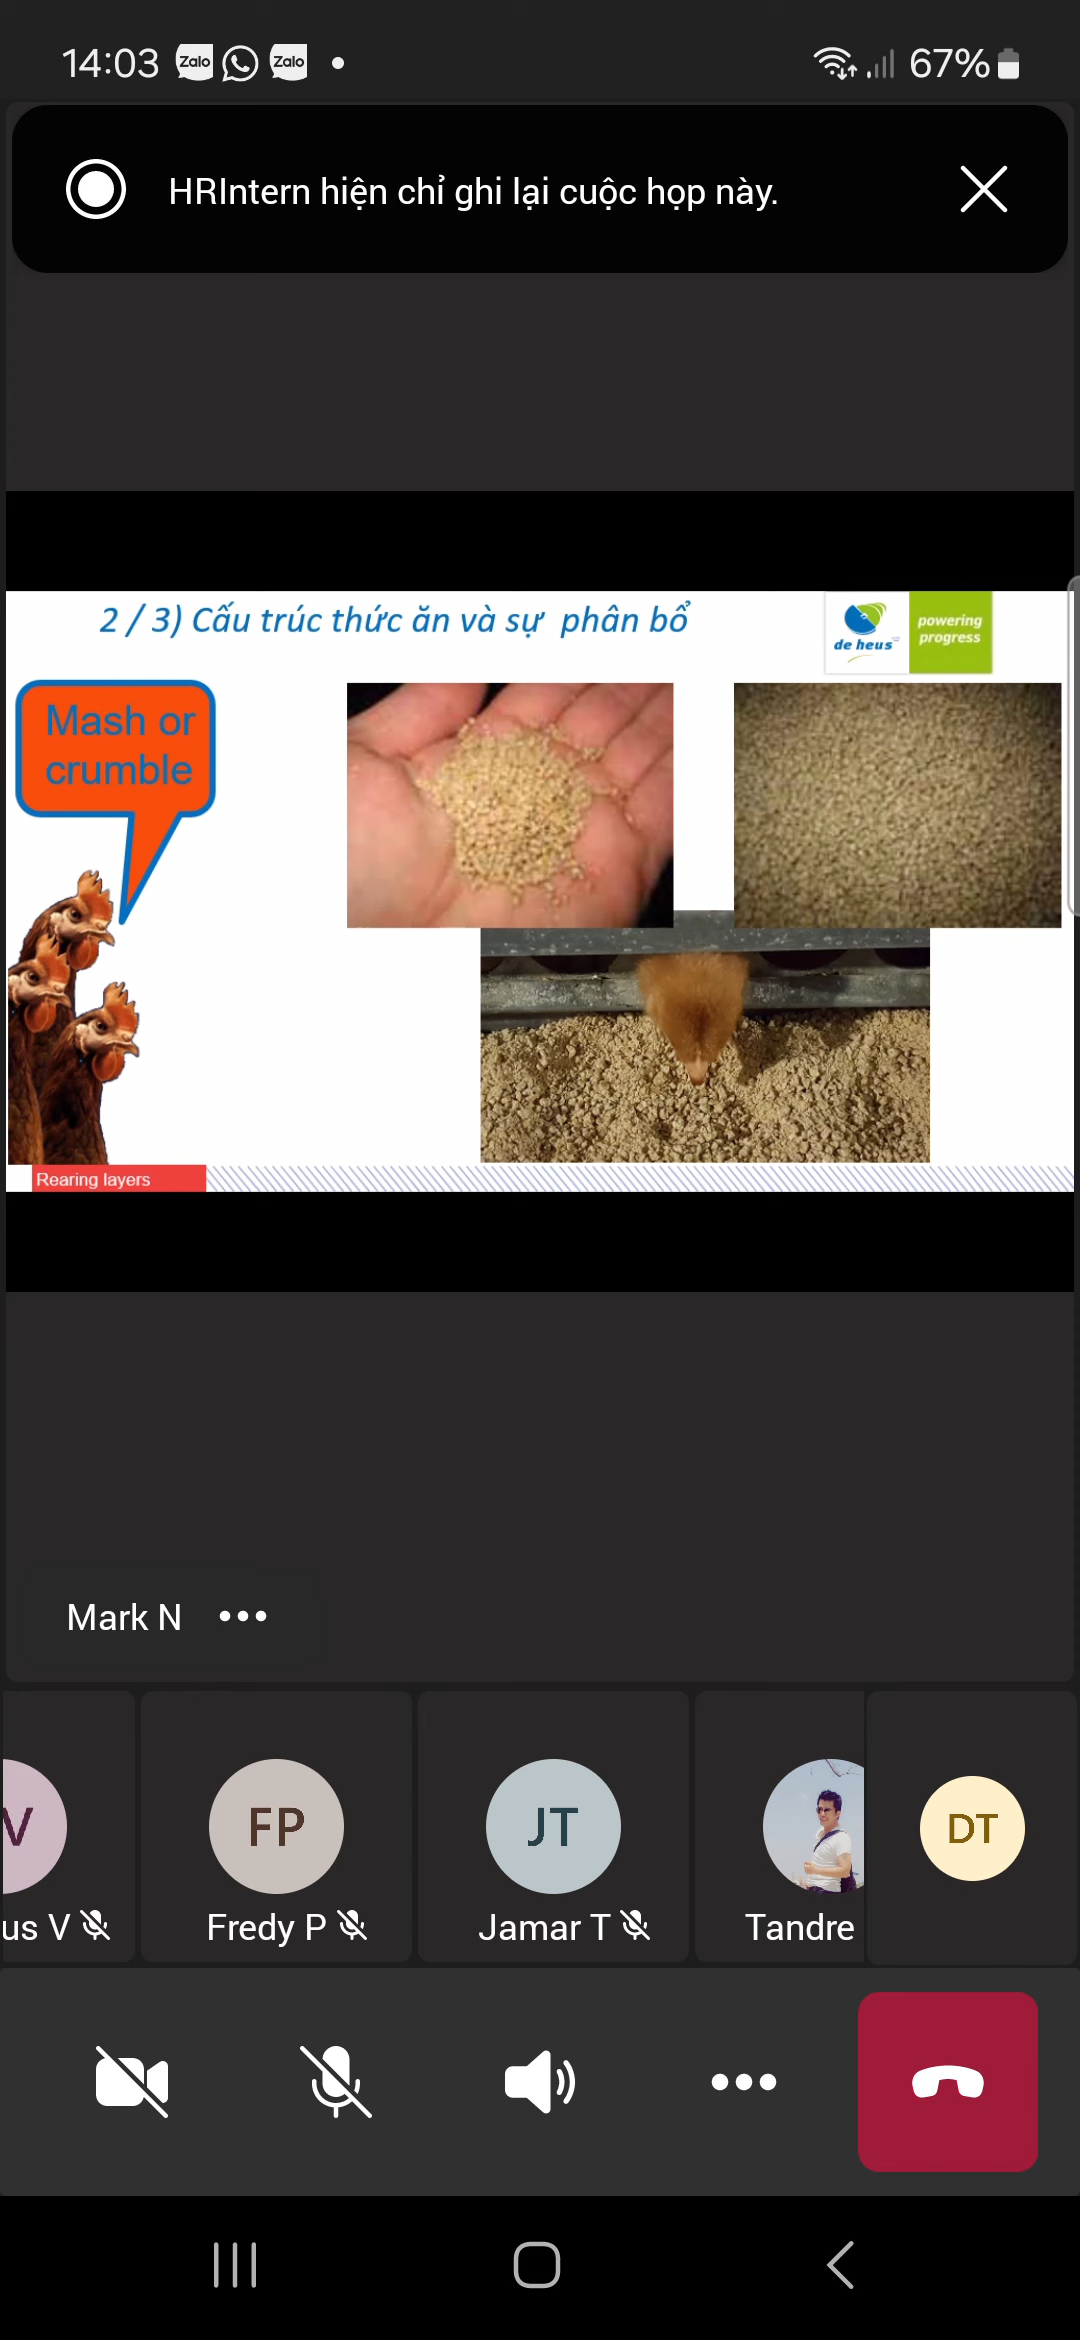 14:03
Zalo
Zalo
67%
HRIntern hiện chỉ ghi lại cuộc họp này.
2 / 3) Cấu trúc thức ăn và sự phân bổ
de heus
powering
progress
Mash or
crumble
Rearing layers
Mark N
V
FP
JT
DT
us V
Fredy P
Jamar T
Tandre